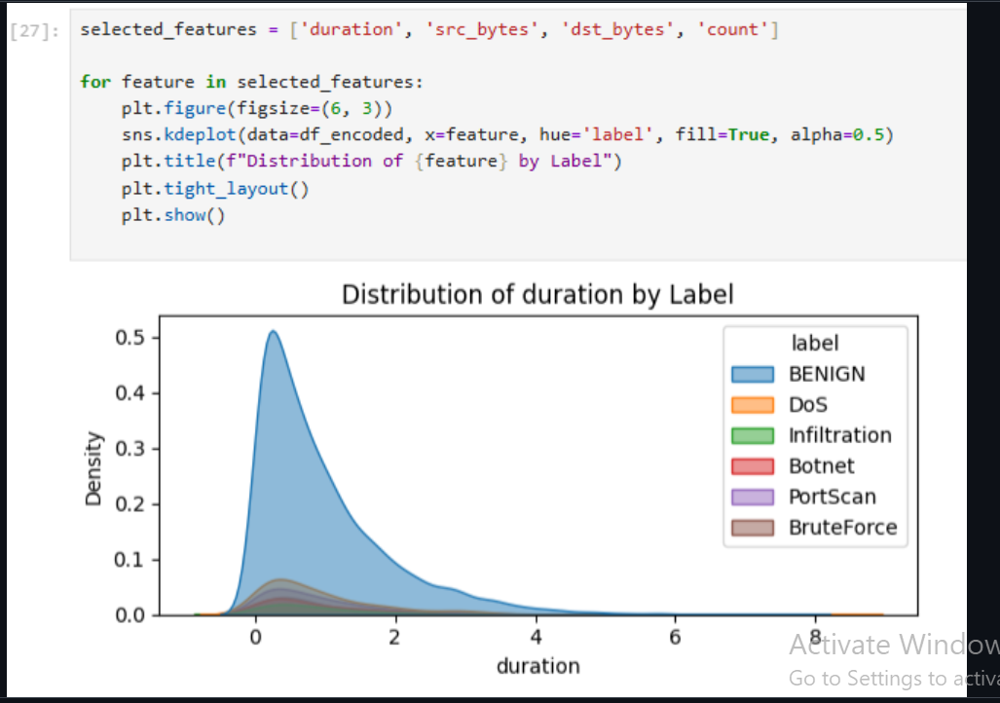 [27]: selected_features = ['duration', 'src_bytes', 'dst_bytes', 'count']
for feature in selected_features:
    plt.figure(figsize=(6, 3))
    sns.kdeplot(data=df_encoded, x=feature, hue='label', fill=True, alpha=0.5)
    plt.title(f"Distribution of {feature} by Label")
    plt.tight_layout()
    plt.show()
Distribution of duration by Label
label
BENIGN
DoS
Infiltration
Botnet
PortScan
BruteForce
Density
0.5
0.4
0.3
0.2
0.1
0.0
0 2 4 6 8
duration
Activate Window
Go to Settings to activa